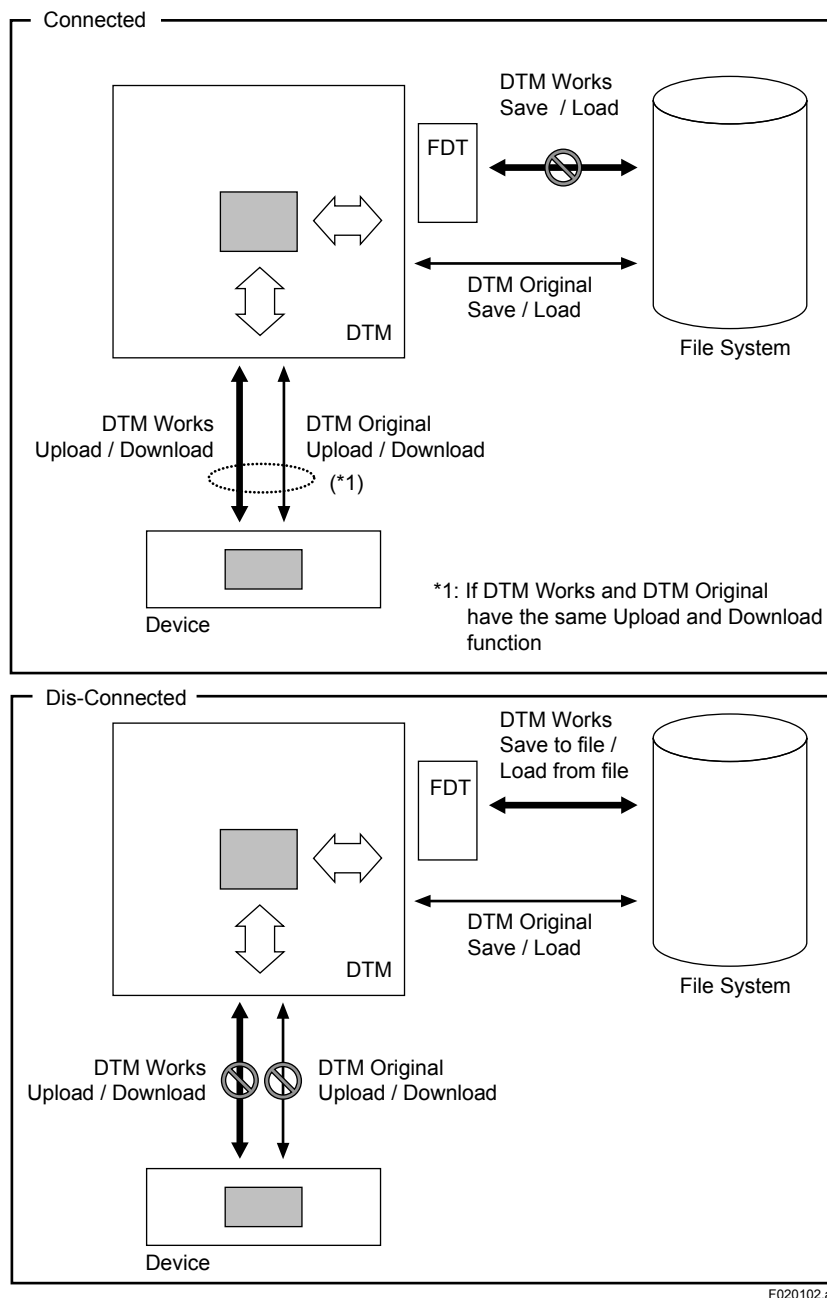 Connected
DTM Works
Save / Load
FDT
DTM Original
Save / Load
DTM
File System
DTM Works
Upload / Download
DTM Original
Upload / Download
(*1)
*1: If DTM Works and DTM Original
have the same Upload and Download
function
Device
Dis-Connected
DTM Works
Save to file /
Load from file
FDT
DTM Original
Save / Load
DTM
File System
DTM Works
Upload / Download
DTM Original
Upload / Download
Device